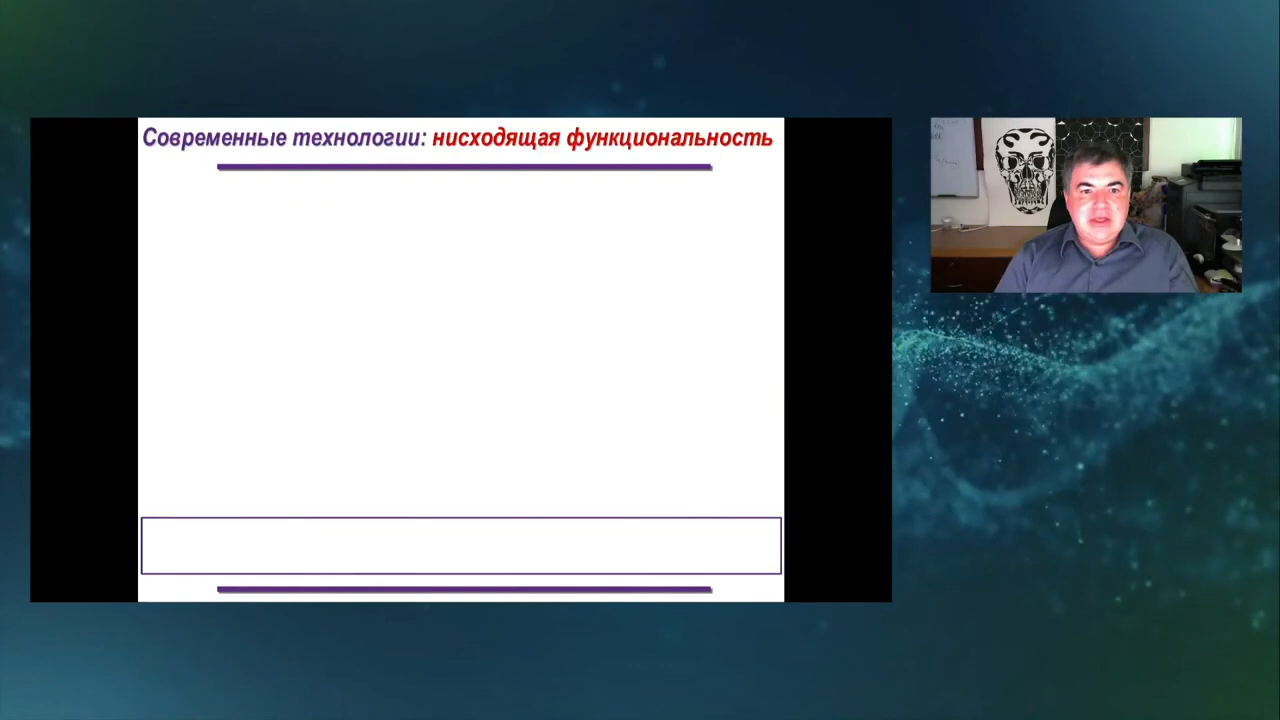 Современные технологии: нисходящая функциональность